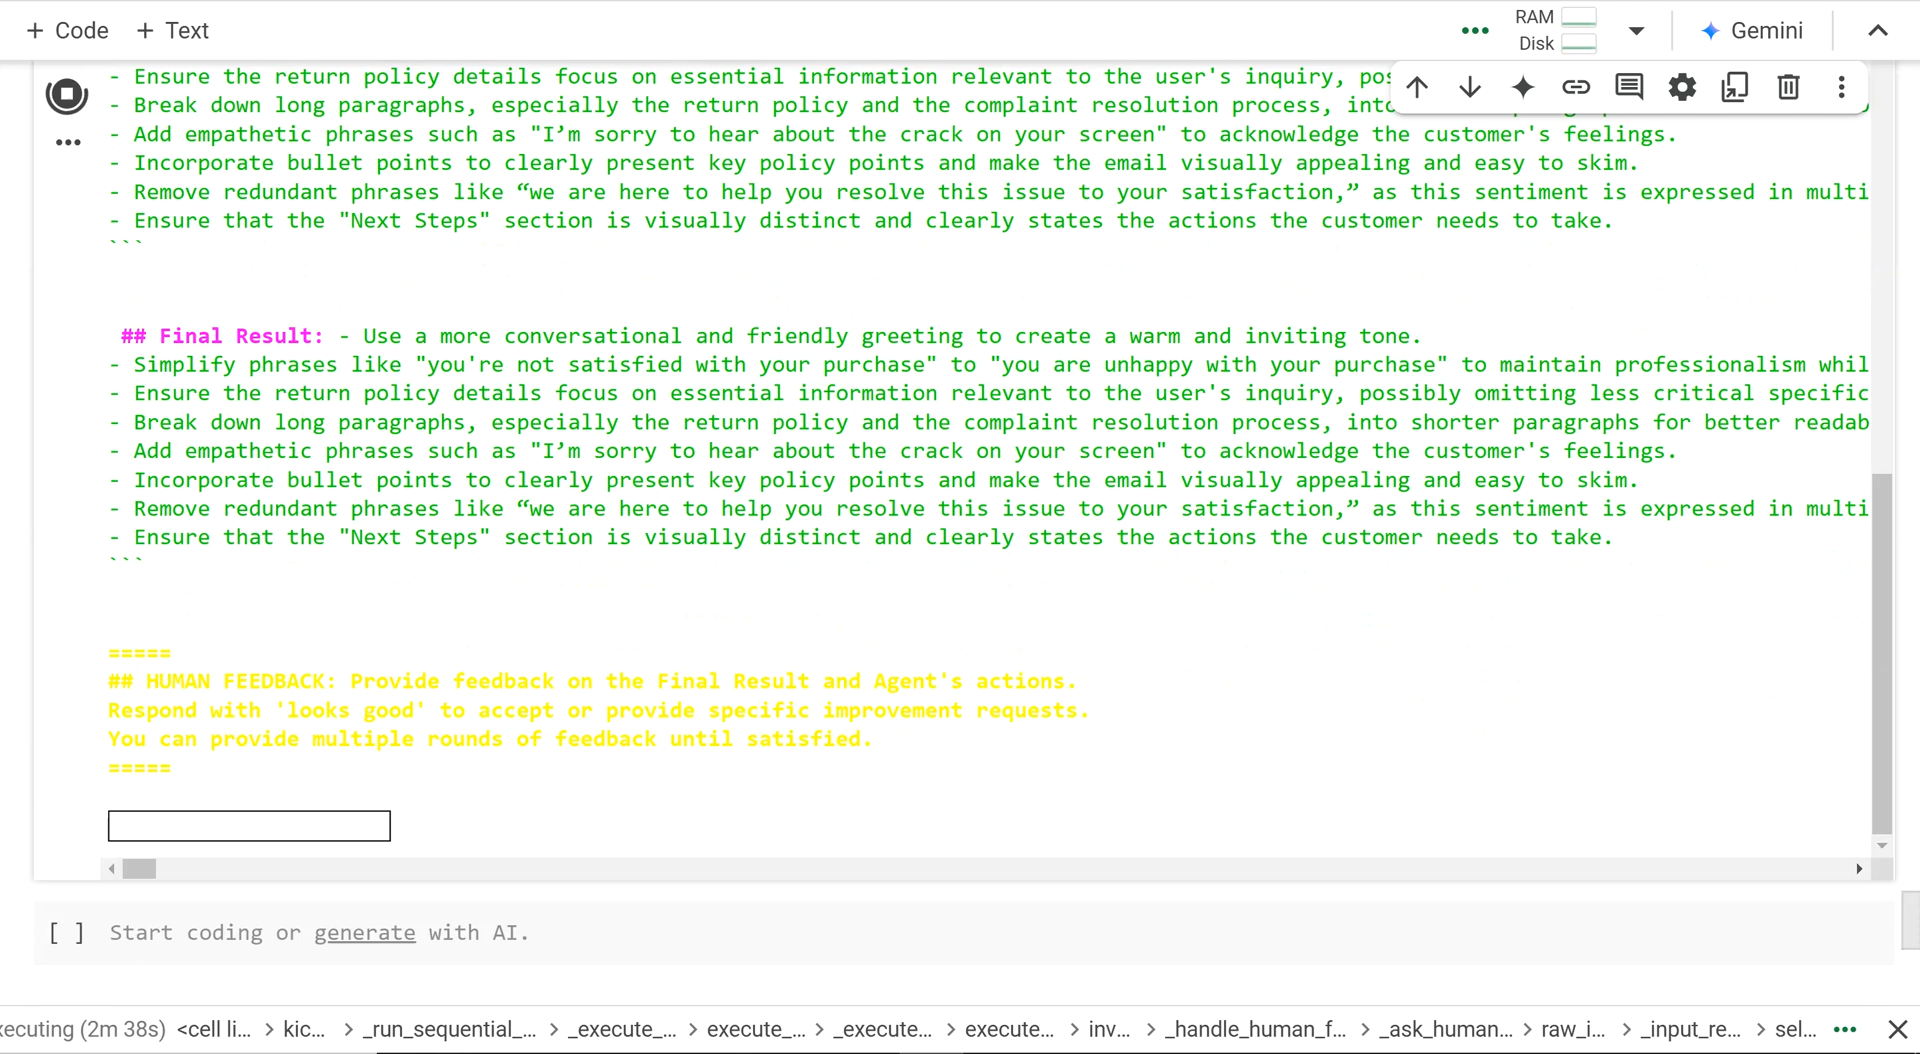 + Code + Text
RAM
Disk
Gemini
- Ensure the return policy details focus on essential information relevant to the user's inquiry, pos
- Break down long paragraphs, especially the return policy and the complaint resolution process, into
- Add empathetic phrases such as "I’m sorry to hear about the crack on your screen" to acknowledge the customer's feelings.
- Incorporate bullet points to clearly present key policy points and make the email visually appealing and easy to skim.
- Remove redundant phrases like “we are here to help you resolve this issue to your satisfaction,” as this sentiment is expressed in multi
- Ensure that the "Next Steps" section is visually distinct and clearly states the actions the customer needs to take.
```
## Final Result: - Use a more conversational and friendly greeting to create a warm and inviting tone.
- Simplify phrases like "you're not satisfied with your purchase" to "you are unhappy with your purchase" to maintain professionalism whil
- Ensure the return policy details focus on essential information relevant to the user's inquiry, possibly omitting less critical specific
- Break down long paragraphs, especially the return policy and the complaint resolution process, into shorter paragraphs for better readab
- Add empathetic phrases such as "I’m sorry to hear about the crack on your screen" to acknowledge the customer's feelings.
- Incorporate bullet points to clearly present key policy points and make the email visually appealing and easy to skim.
- Remove redundant phrases like “we are here to help you resolve this issue to your satisfaction,” as this sentiment is expressed in multi
- Ensure that the "Next Steps" section is visually distinct and clearly states the actions the customer needs to take.
```
=====
## HUMAN FEEDBACK: Provide feedback on the Final Result and Agent's actions.
Respond with 'looks good' to accept or provide specific improvement requests.
You can provide multiple rounds of feedback until satisfied.
=====
[ ] Start coding or generate with AI.
xecuting (2m 38s) <cell li... > kic... > _run_sequential_... > _execute_... > execute_... > _execute... > execute... > inv... > _handle_human_f... > _ask_human... > raw_i... > _input_re... > sel...